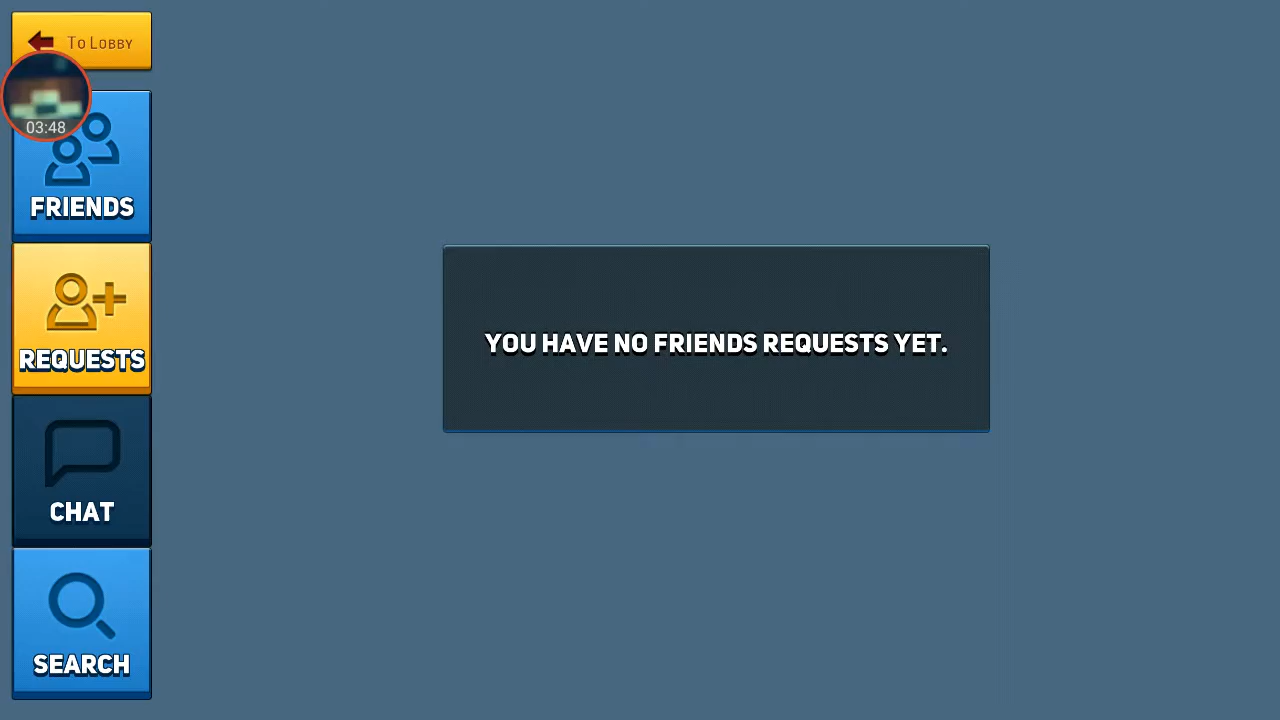 To Lobby
03:48
FRIENDS
REQUESTS
YOU HAVE NO FRIENDS REQUESTS YET.
CHAT
SEARCH